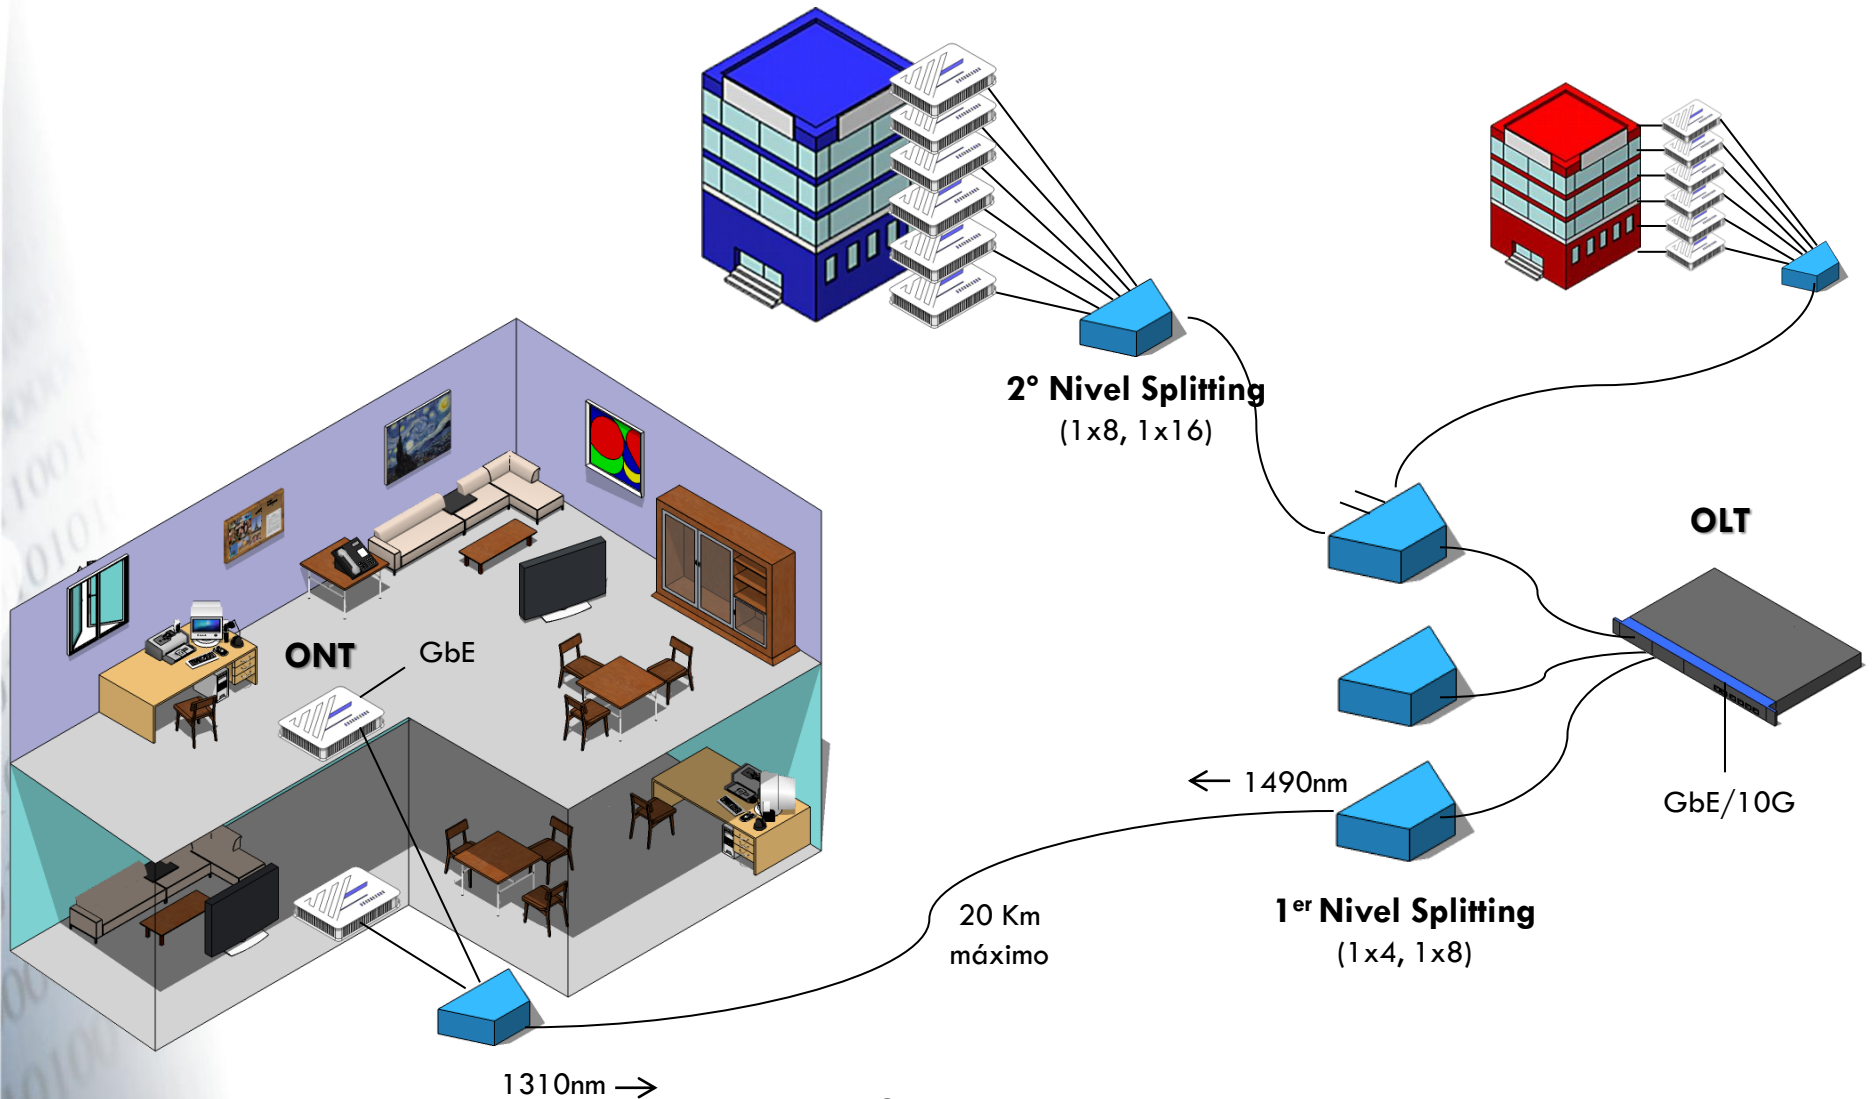 2º Nivel Splitting
(1x8, 1x16)
OLT
ONT
GbE
1490nm
GbE/10G
20 Km
máximo
1er Nivel Splitting
(1x4, 1x8)
1310nm